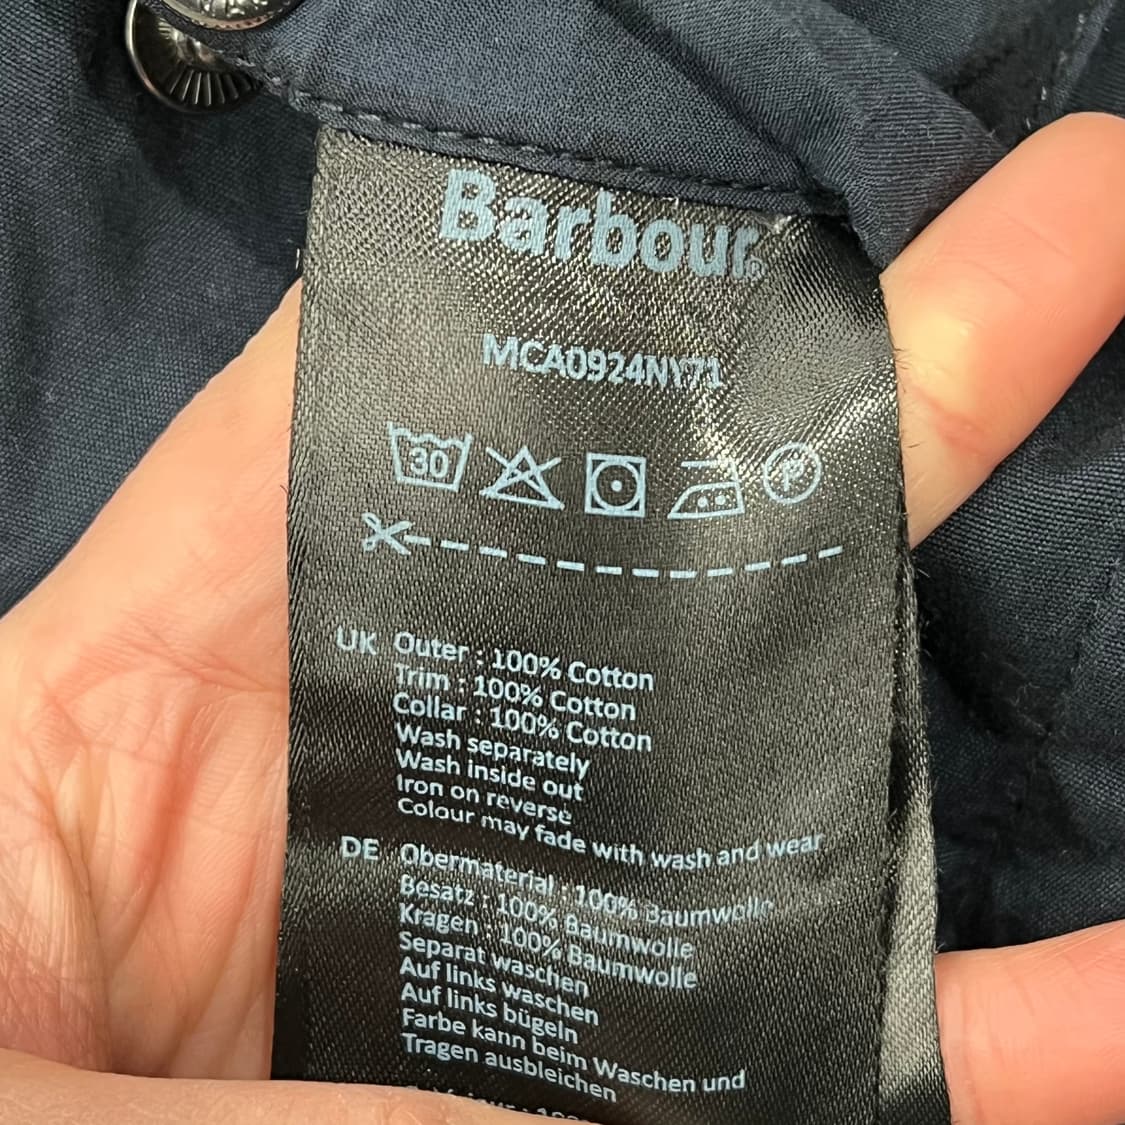 Barbour®
MCA0924NY71
30 P
UK Outer : 100% Cotton
Trim : 100% Cotton
Collar : 100% Cotton
Wash separately
Wash inside out
Iron on reverse
Colour may fade with wash and wear
DE Obermaterial : 100% Baumwolle
Besatz : 100% Baumwolle
Kragen : 100% Baumwolle
Separat waschen
Auf links waschen
Auf links bügeln
Farbe kann beim Waschen und
Tragen ausbleichen